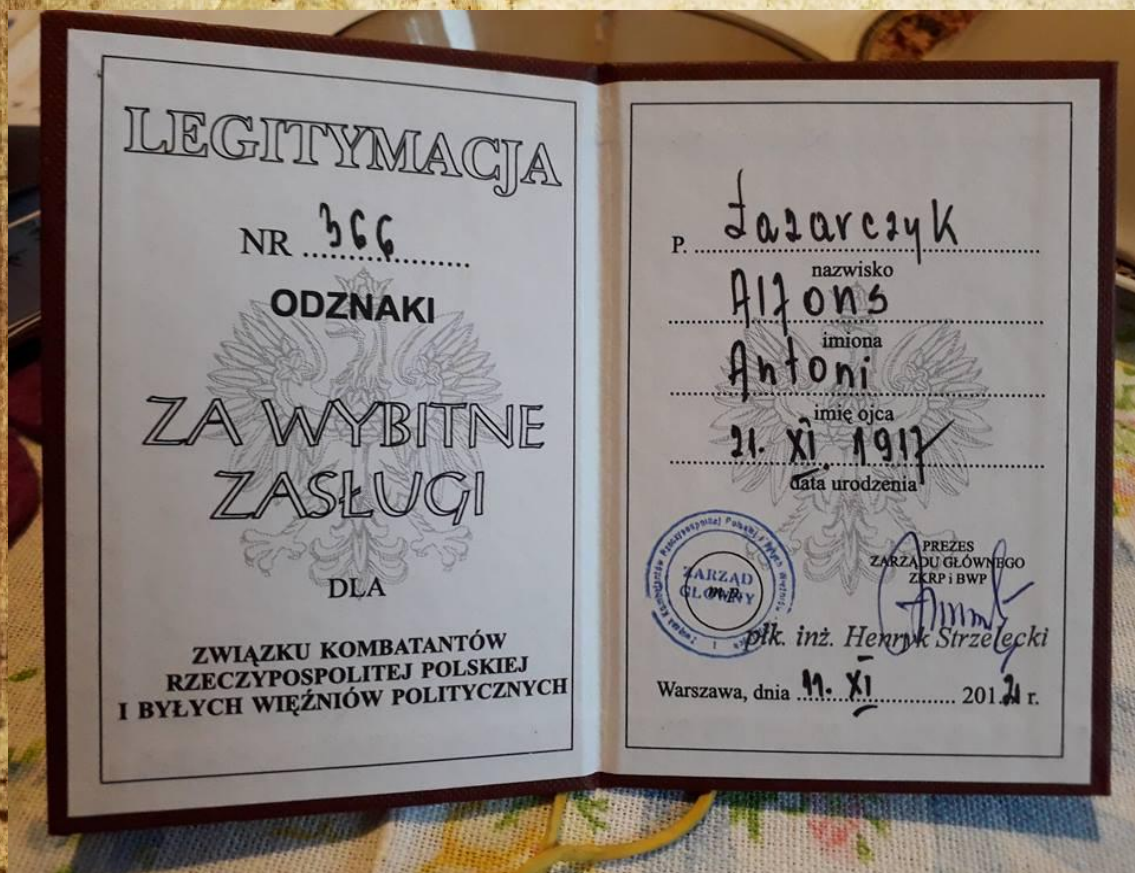 LEGITYMACJA
NR 366
ODZNAKI
ZA WYBITNE
ZASŁUGI
DLA
ZWIĄZKU KOMBATANTÓW
RZECZYPOSPOLITEJ POLSKIEJ
I BYŁYCH WIĘŹNIÓW POLITYCZNYCH
P. Łazarczyk
nazwisko
Alfons
imiona
Antoni
imię ojca
21. XI. 1917
data urodzenia
ZARZĄD
GŁÓWNY
m.p.
PREZES
ZARZĄDU GŁÓWNEGO
ZKRP i BWP
płk. inż. Henryk Strzelecki
Warszawa, dnia 11. XI 201 r.